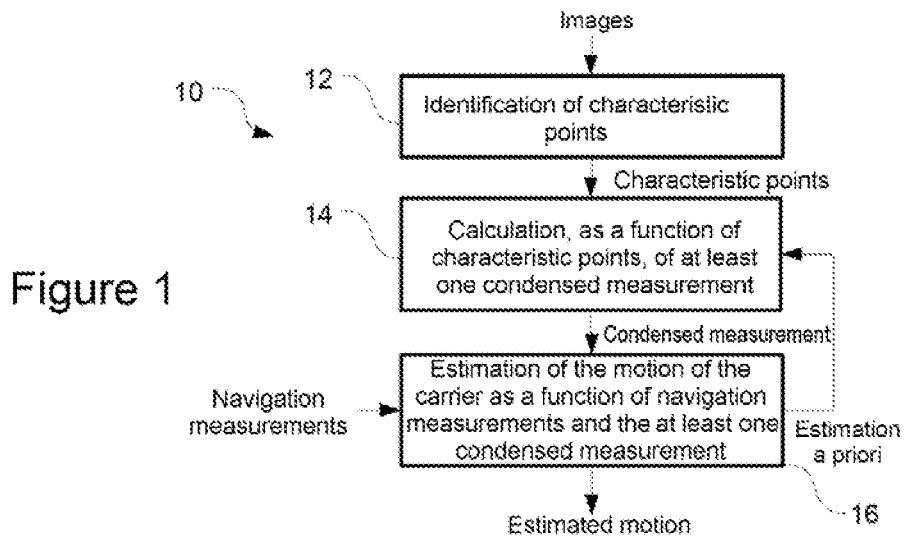 Images
12
10
Identification of characteristic
points
Characteristic points
14
Calculation, as a function of
characteristic points, of at least
one condensed measurement
Figure 1
Condensed measurement
Estimation of the motion of the
carrier as a function of navigation
measurements and the at least one
condensed measurement
Navigation
measurements
Estimation
a priori
16
Estimated motion